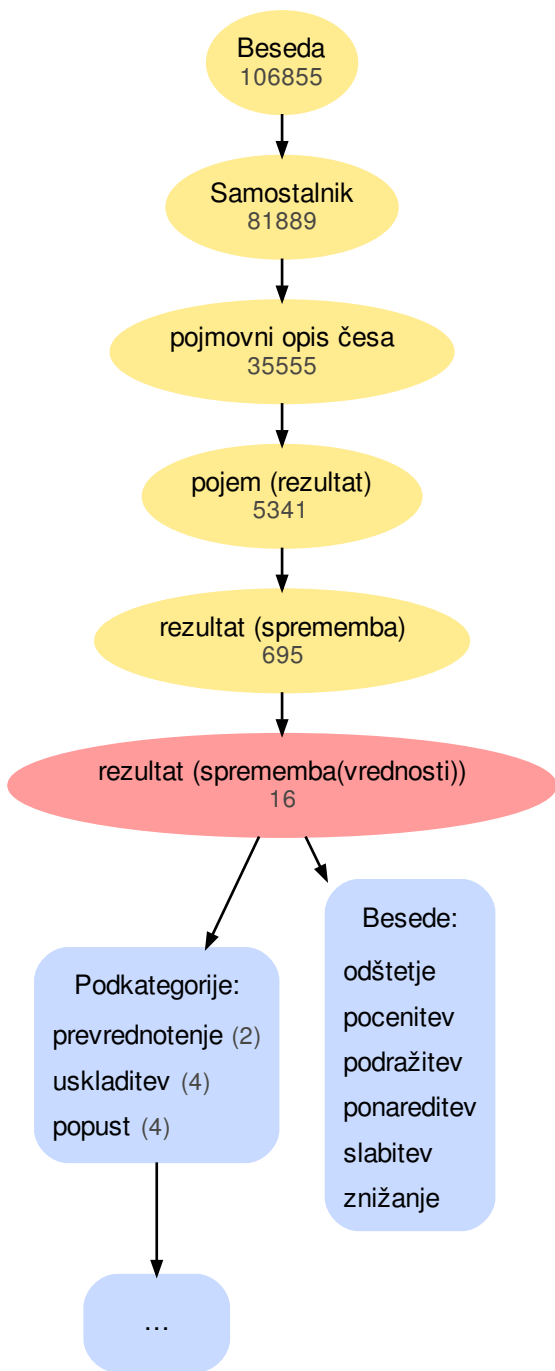 Beseda
106855
Samostalnik
81889
pojmovni opis česa
35555
pojem (rezultat)
5341
rezultat (sprememba)
695
rezultat (sprememba(vrednosti))
16
Podkategorije:
prevrednotenje (2)
uskladitev (4)
popust (4)
Besede:
odštetje
pocenitev
podražitev
ponareditev
slabitev
znižanje
...